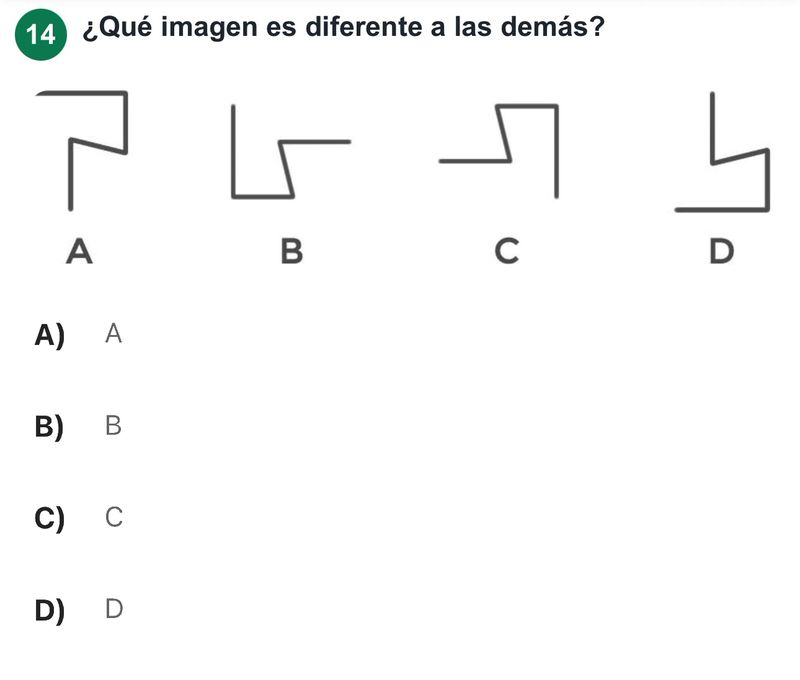 14 ¿Qué imagen es diferente a las demás?
A B C D
A) A
B) B
C) C
D) D